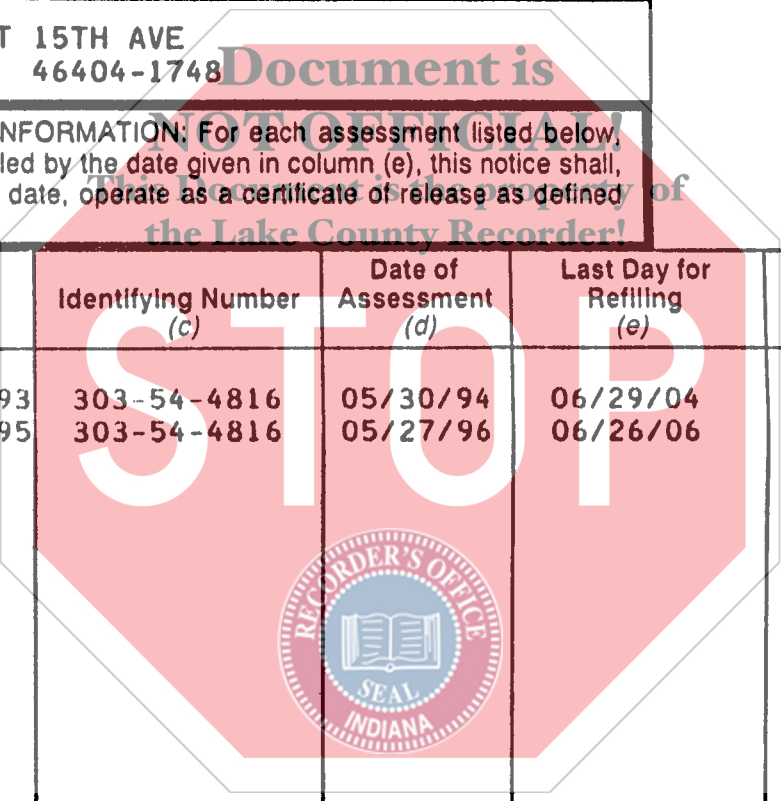 T 15TH AVE
46404-1748
Document is
NOT OFFICIAL!
This Document is the property of
the Lake County Recorder!
NFORMATION: For each assessment listed below,
led by the date given in column (e), this notice shall,
date, operate as a certificate of release as defined
Identifying Number
(c)
Date of
Assessment
(d)
Last Day for
Refiling
(e)
93 303-54-4816 05/30/94 06/29/04
95 303-54-4816 05/27/96 06/26/06
STOP
RECORDER'S OFFICE
SEAL
INDIANA